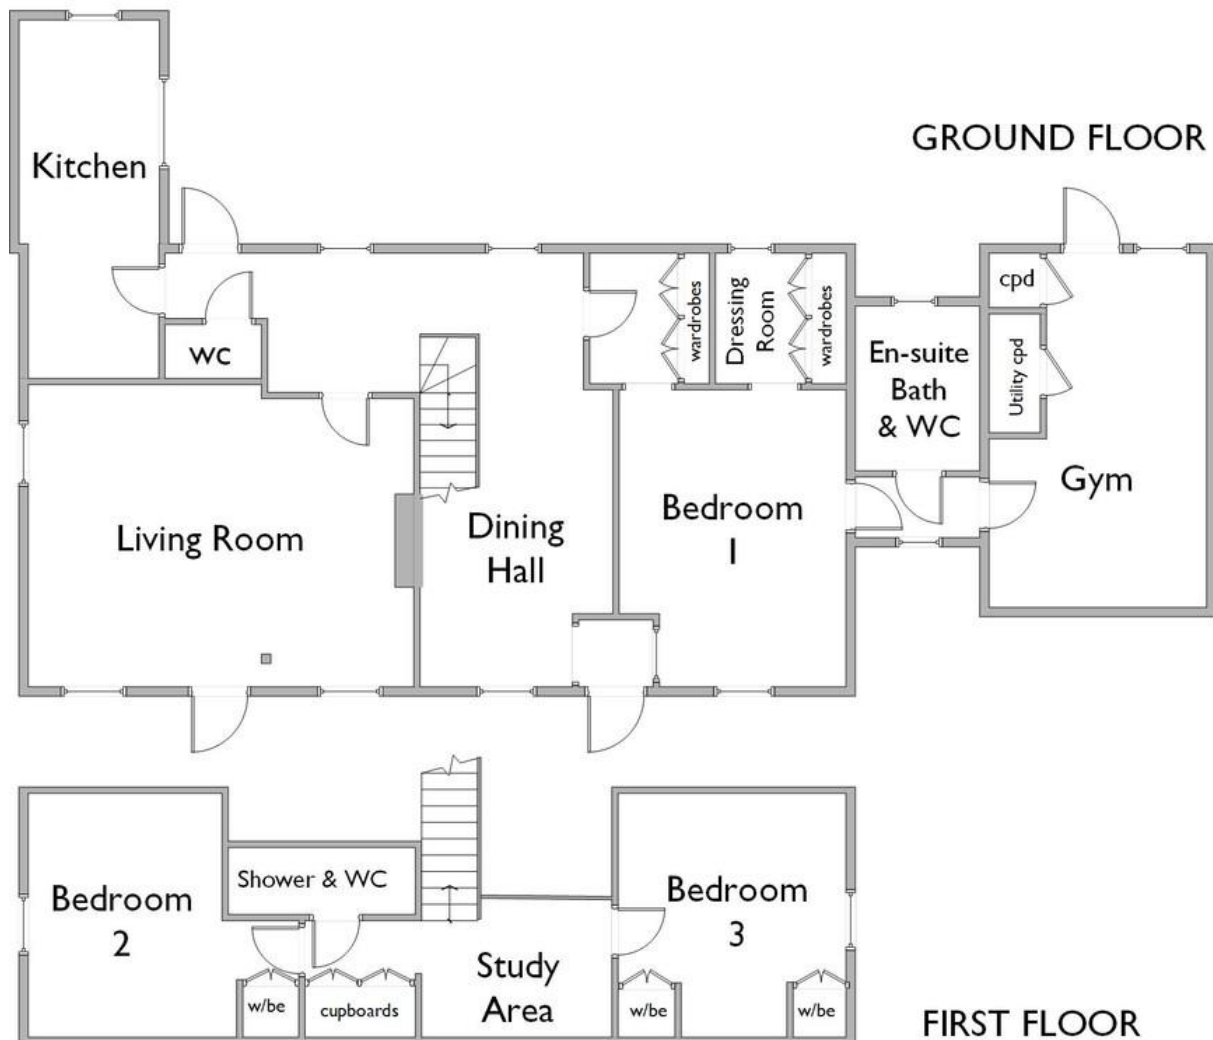 GROUND FLOOR
Kitchen
WC
wardrobes
Dressing
Room
wardrobes
En-suite
Bath
& WC
cpd
Utility cpd
Gym
Living Room
Dining
Hall
Bedroom
1
Bedroom
2
Shower & WC
w/be
cupboards
Study
Area
Bedroom
3
w/be
w/be
FIRST FLOOR